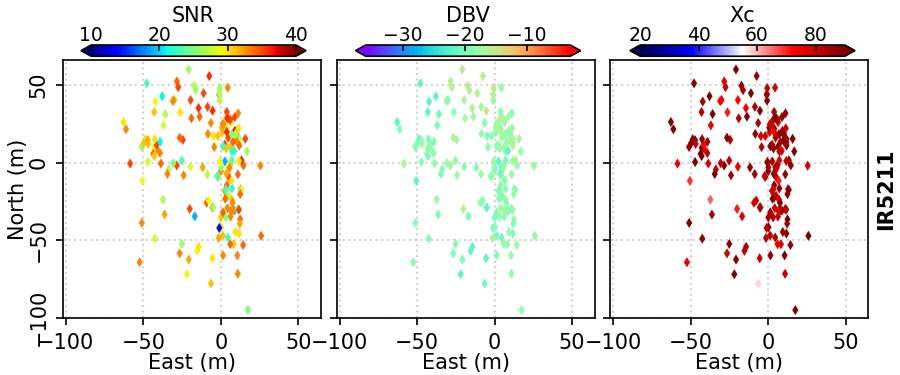 SNR DBV Xc
10 20 30 40 −30 −20 −10 20 40 60 80
50
0
−50
−100
North (m)
−100 −50 0 50 −100 −50 0 50 −100 −50 0 50
East (m) East (m) East (m)
IR5211